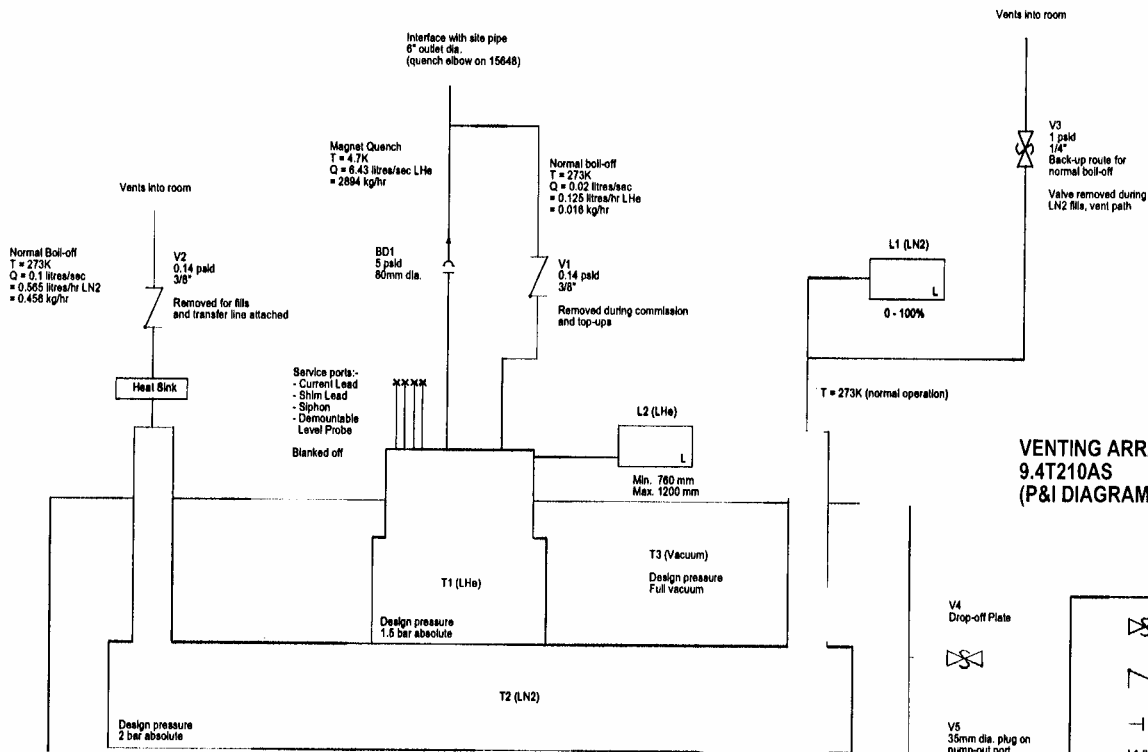 Vents into room
Interface with site pipe
6" outlet dia.
(quench elbow on 15648)
Magnet Quench
T = 4.7K
Q = 6.43 litres/sec LHe
= 2894 kg/hr
Normal boil-off
T = 273K
Q = 0.02 litres/sec
= 0.125 litres/hr LHe
= 0.016 kg/hr
V3
1 psid
1/4"
Back-up route for
normal boil-off
Valve removed during
LN2 fills, vent path
Vents into room
Normal Boil-off
T = 273K
Q = 0.1 litres/sec
= 0.565 litres/hr LN2
= 0.456 kg/hr
V2
0.14 psid
3/8"
Removed for fills
and transfer line attached
BD1
5 psid
80mm dia.
V1
0.14 psid
3/8"
Removed during commission
and top-ups
L1 (LN2)
L
0 - 100%
Heat Sink
Service ports:-
- Current Lead
- Shim Lead
- Siphon
- Demountable
Level Probe
Blanked off
T = 273K (normal operation)
L2 (LHe)
L
Min. 760 mm
Max. 1200 mm
VENTING ARR
9.4T210AS
(P&I DIAGRAM
T1 (LHe)
Design pressure
1.5 bar absolute
T3 (Vacuum)
Design pressure
Full vacuum
V4
Drop-off Plate
T2 (LN2)
Design pressure
2 bar absolute
V5
35mm dia. plug on
pump-out port